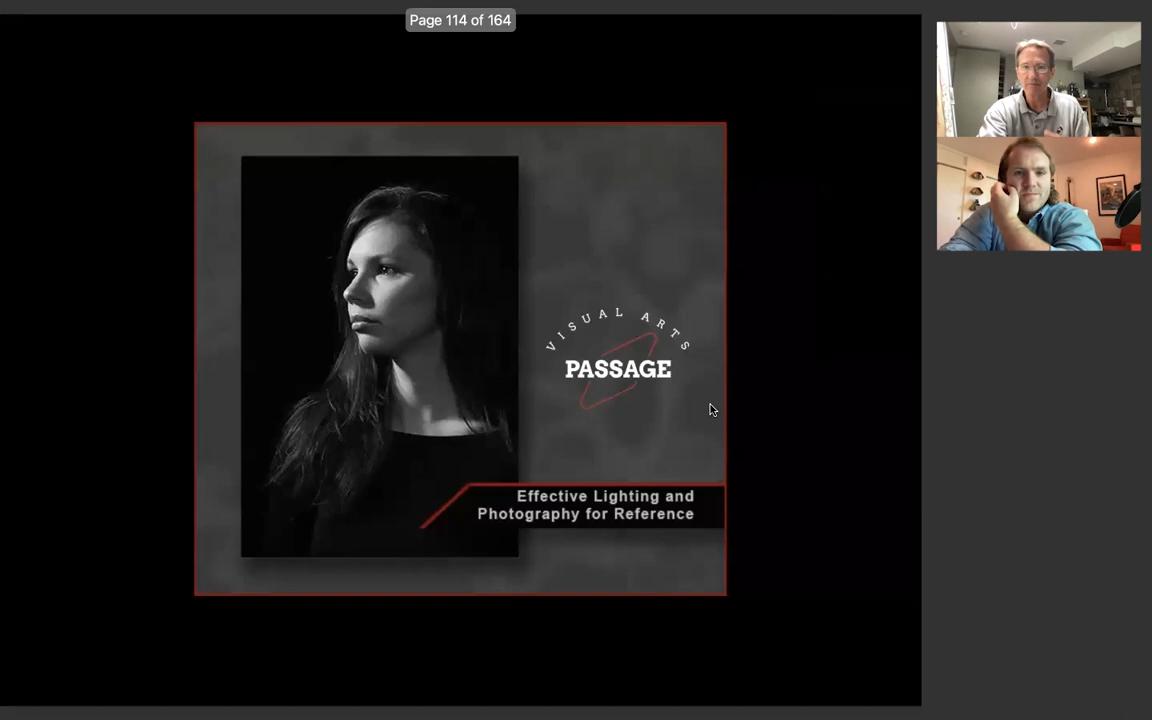 Page 114 of 164
VISUAL ARTS
PASSAGE
Effective Lighting and
Photography for Reference